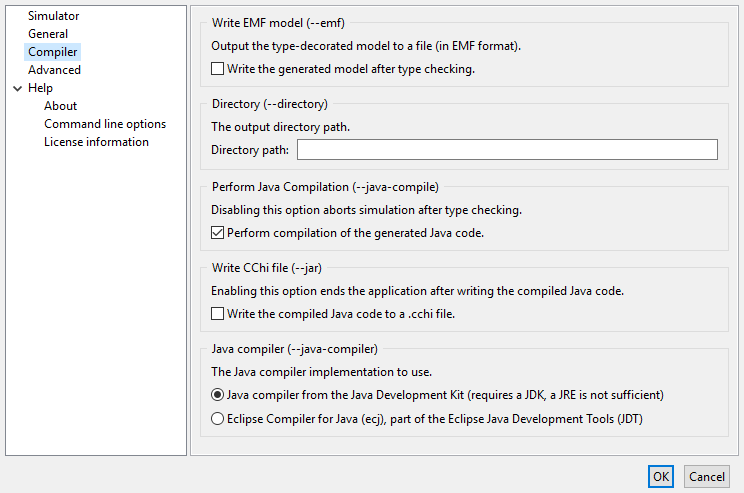 Simulator
General
Compiler
Advanced
Help
About
Command line options
License information
Write EMF model (--emf)
Output the type-decorated model to a file (in EMF format).
Write the generated model after type checking.
Directory (--directory)
The output directory path.
Directory path:
Perform Java Compilation (--java-compile)
Disabling this option aborts simulation after type checking.
Perform compilation of the generated Java code.
Write CChi file (--jar)
Enabling this option ends the application after writing the compiled Java code.
Write the compiled Java code to a .cchi file.
Java compiler (--java-compiler)
The Java compiler implementation to use.
Java compiler from the Java Development Kit (requires a JDK, a JRE is not sufficient)
Eclipse Compiler for Java (ecj), part of the Eclipse Java Development Tools (JDT)
OK Cancel